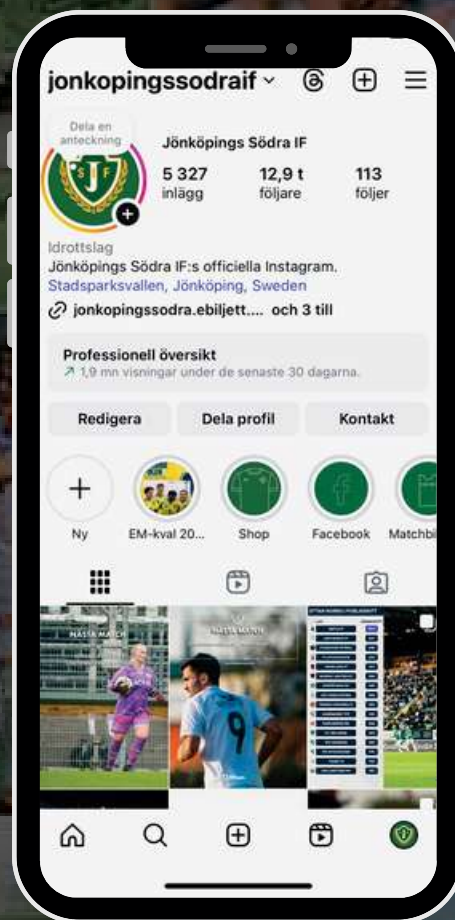 jonkopingssodraif
Dela en
anteckning
Jönköpings Södra IF
5 327
12,9 t
113
inlägg
följare
följer
S J F
Idrottslag
Jönköpings Södra IF:s officiella Instagram.
Stadsparksvallen, Jönköping, Sweden
jonkopingssodra.ebiljett.... och 3 till
Professionell översikt
1,9 mn visningar under de senaste 30 dagarna.
Redigera
Dela profil
Kontakt
Ny
EM-kval 20...
Shop
Facebook
Matchbi
NÄSTA MATCH
NÄSTA MATCH
9